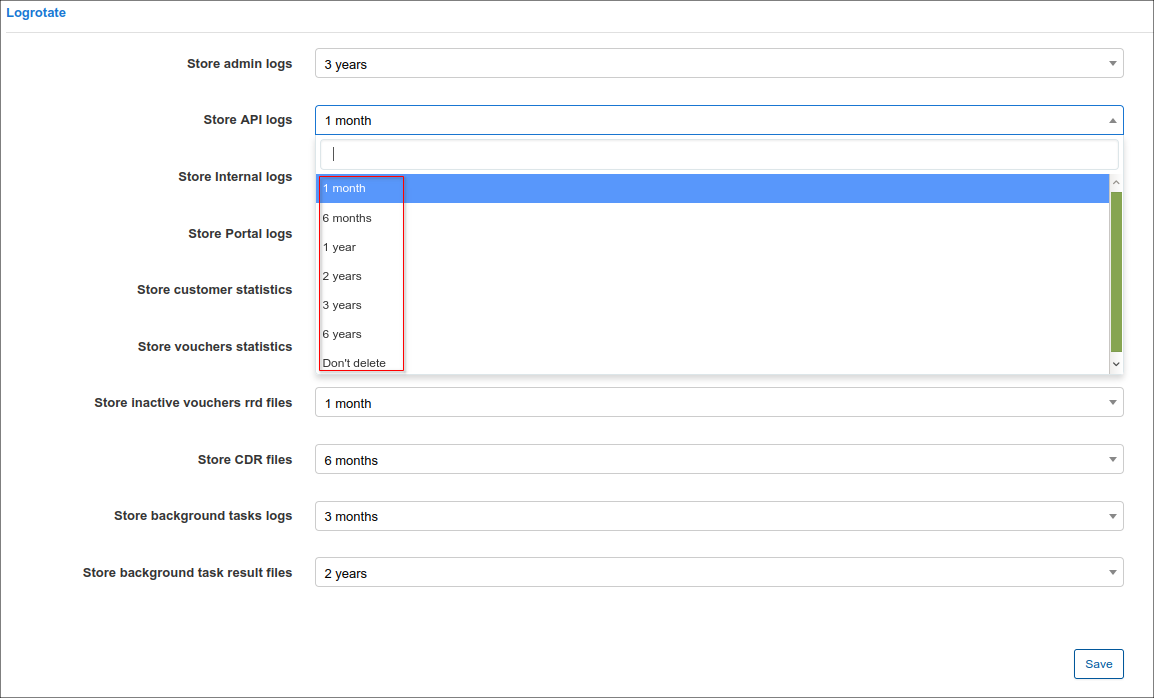 Logrotate
Store admin logs 3 years
Store API logs 1 month
1 month
Store Internal logs
6 months
Store Portal logs
1 year
2 years
Store customer statistics
3 years
6 years
Store vouchers statistics
Don't delete
Store inactive vouchers rrd files 1 month
Store CDR files 6 months
Store background tasks logs 3 months
Store background task result files 2 years
Save